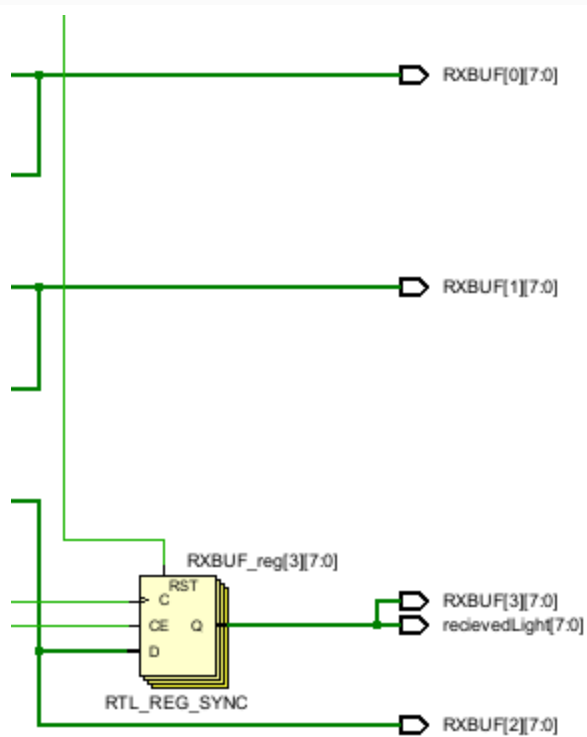 RXBUF[0][7:0]
RXBUF[1][7:0]
RXBUF_reg[3][7:0]
RST
C
CE
Q
D
RXBUF[3][7:0]
recievedLight[7:0]
RTL_REG_SYNC
RXBUF[2][7:0]